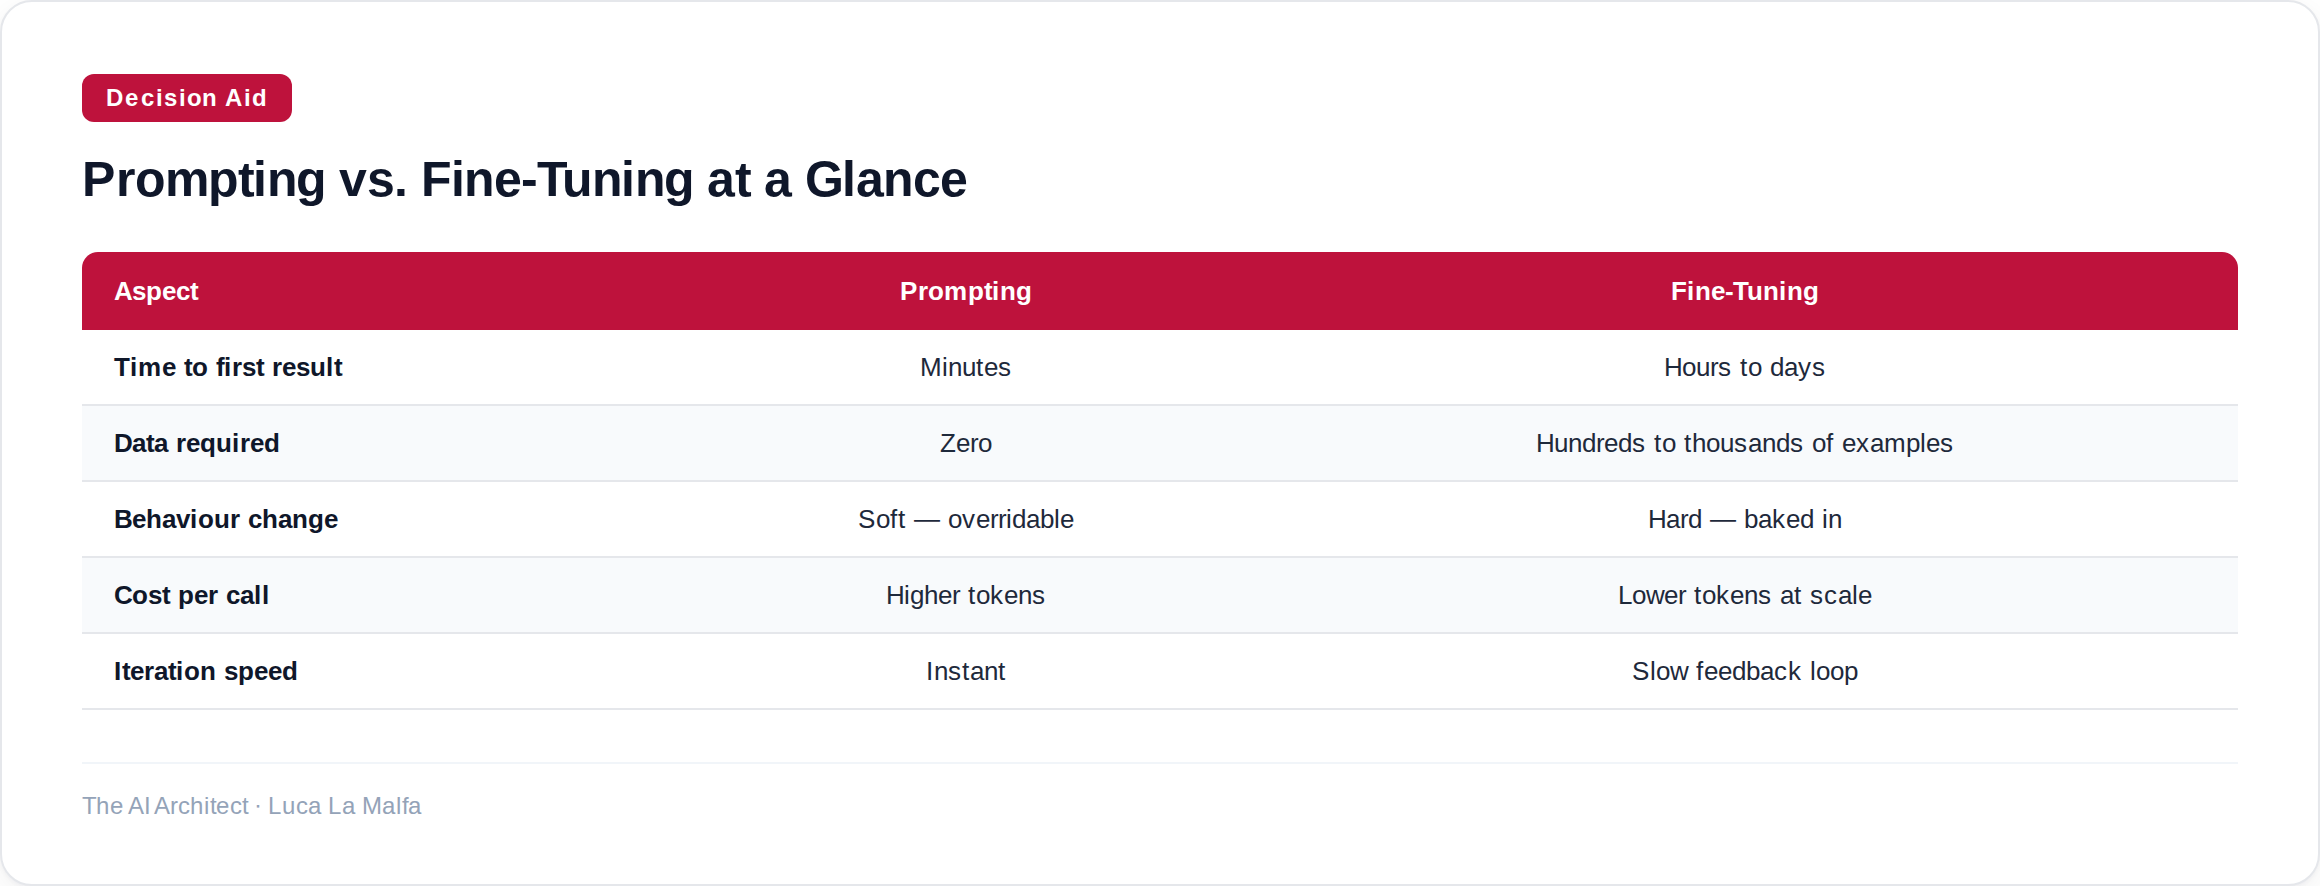 Decision Aid
Prompting vs. Fine-Tuning at a Glance
Aspect Prompting Fine-Tuning
Time to first result Minutes Hours to days
Data required Zero Hundreds to thousands of examples
Behaviour change Soft — overridable Hard — baked in
Cost per call Higher tokens Lower tokens at scale
Iteration speed Instant Slow feedback loop
The AI Architect · Luca La Malfa